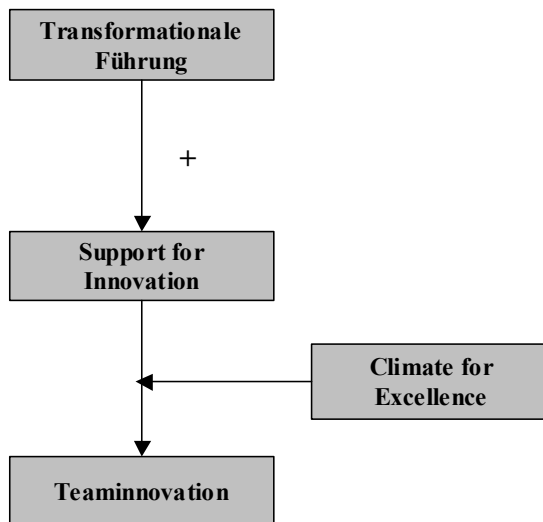 Transformationale
Führung
+
Support for
Innovation
Climate for
Excellence
Teaminnovation